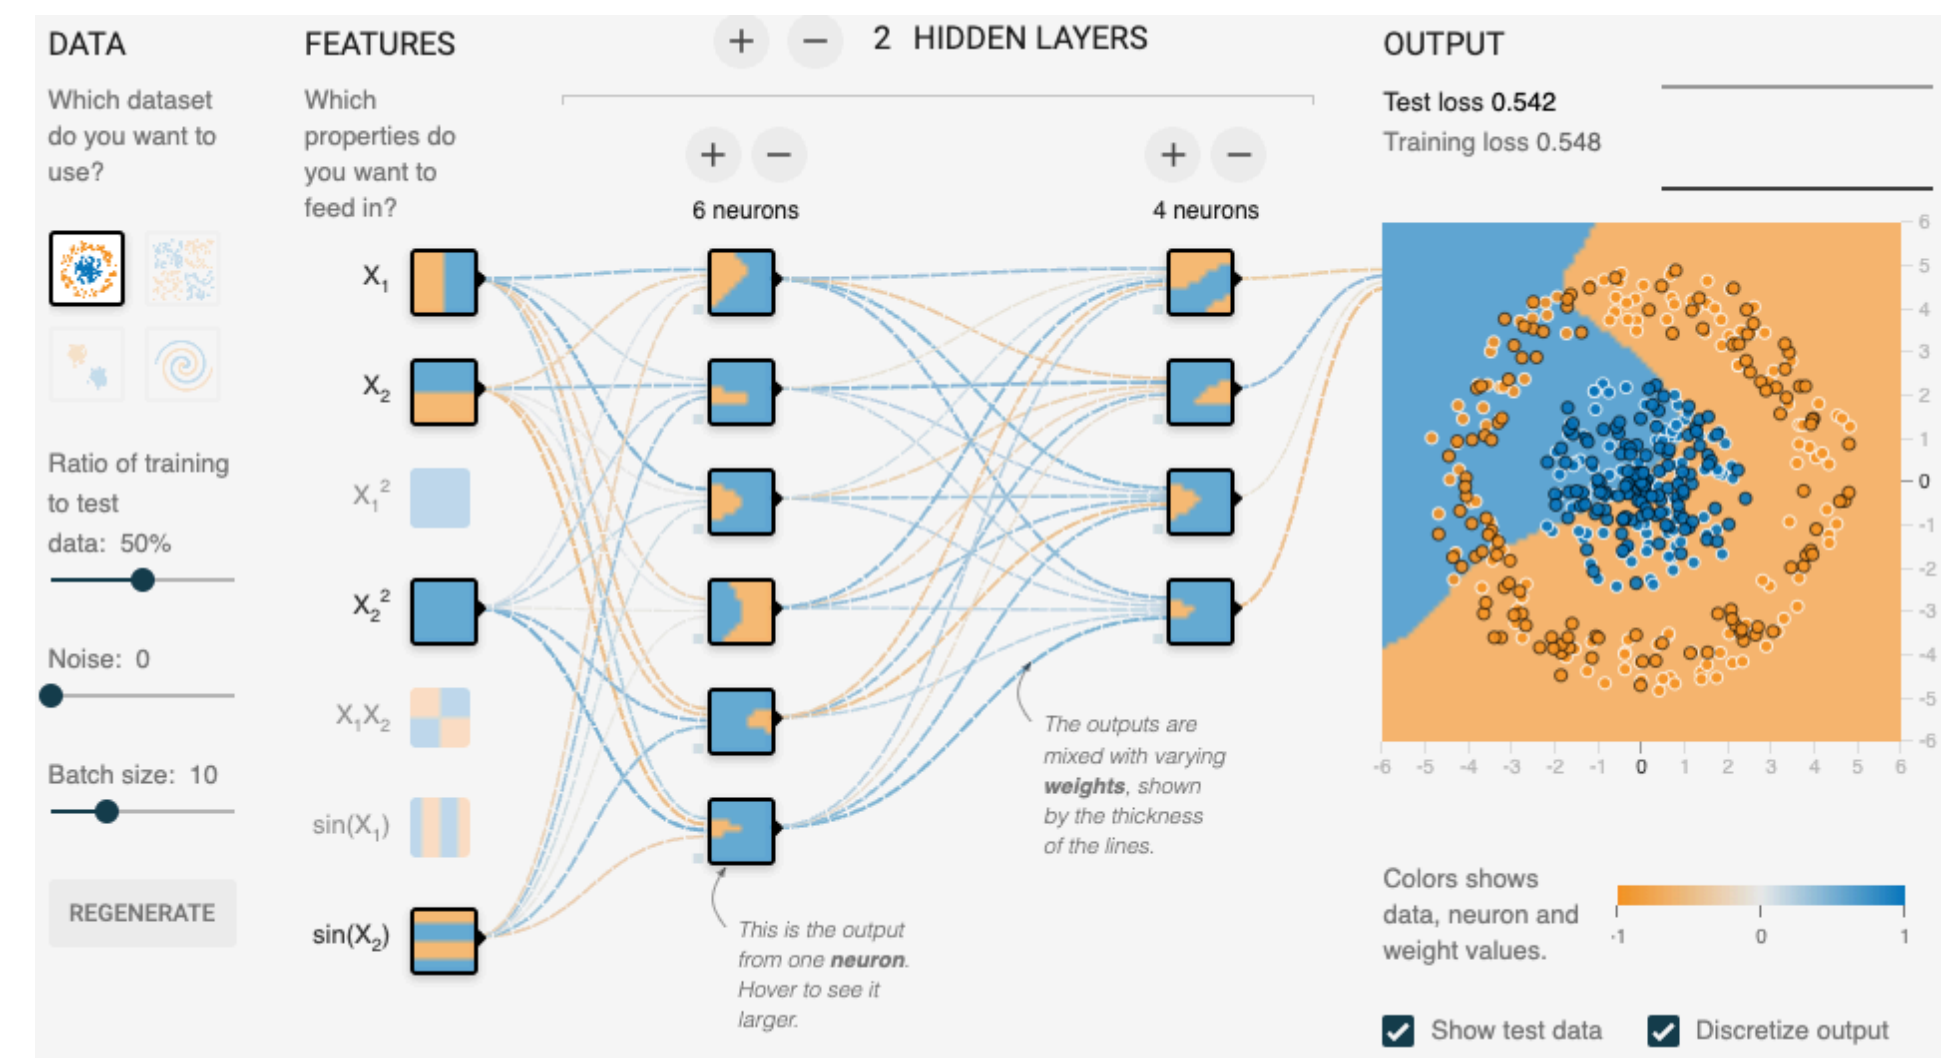 DATA
Which dataset
do you want to
use?
Ratio of training
to test
data: 50%
Noise: 0
Batch size: 10
REGENERATE
FEATURES
Which
properties do
you want to
feed in?
X₁
X₂
X₁²
X₂²
X₁X₂
sin(X₁)
sin(X₂)
+ − 2 HIDDEN LAYERS
+ −
6 neurons
+ −
4 neurons
This is the output
from one neuron.
Hover to see it
larger.
The outputs are
mixed with varying
weights, shown
by the thickness
of the lines.
OUTPUT
Test loss 0.542
Training loss 0.548
6
5
4
3
2
1
0
-1
-2
-3
-4
-5
-6
-6 -5 -4 -3 -2 -1 0 1 2 3 4 5 6
Colors shows
data, neuron and
weight values.
-1 0 1
Show test data
Discretize output